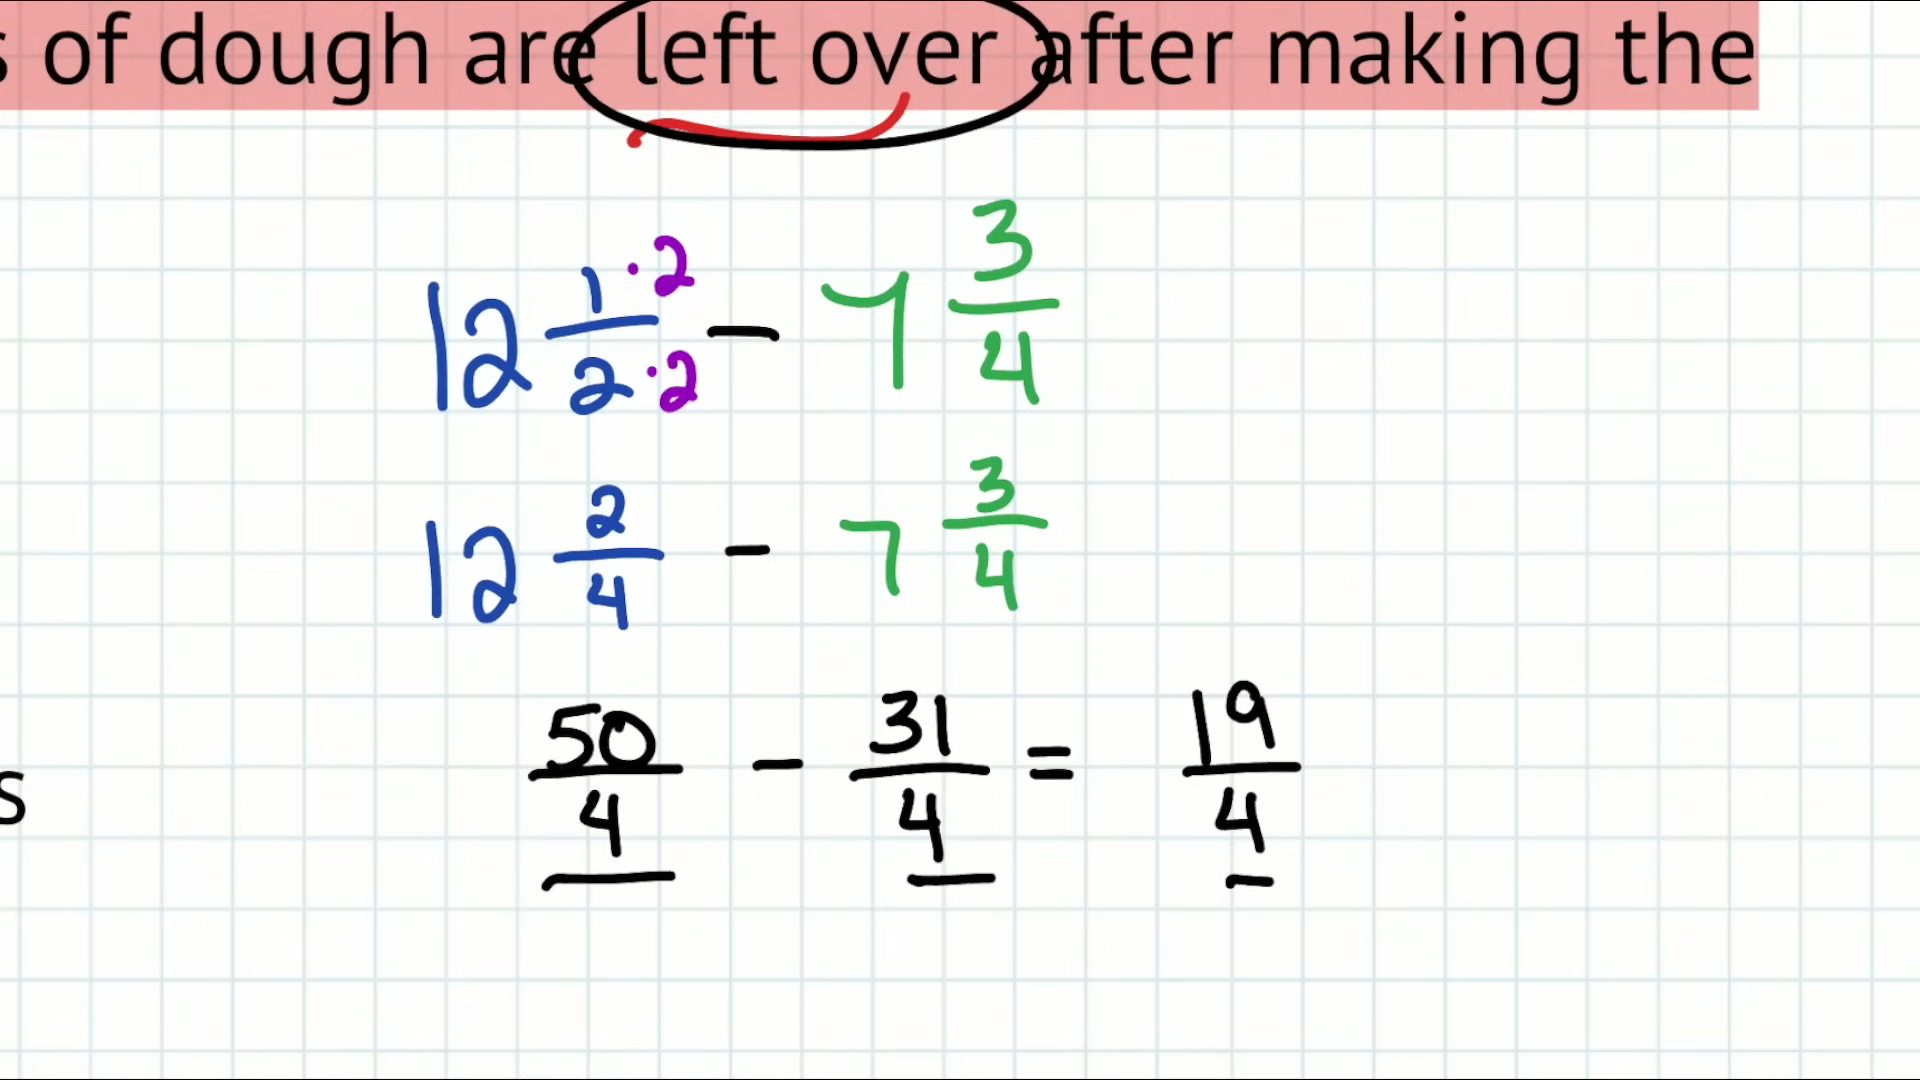 s of dough are left over after making the
12 1/2 ·2 ·2 − 7 3/4
12 2/4 − 7 3/4
50/4 − 31/4 = 19/4
s